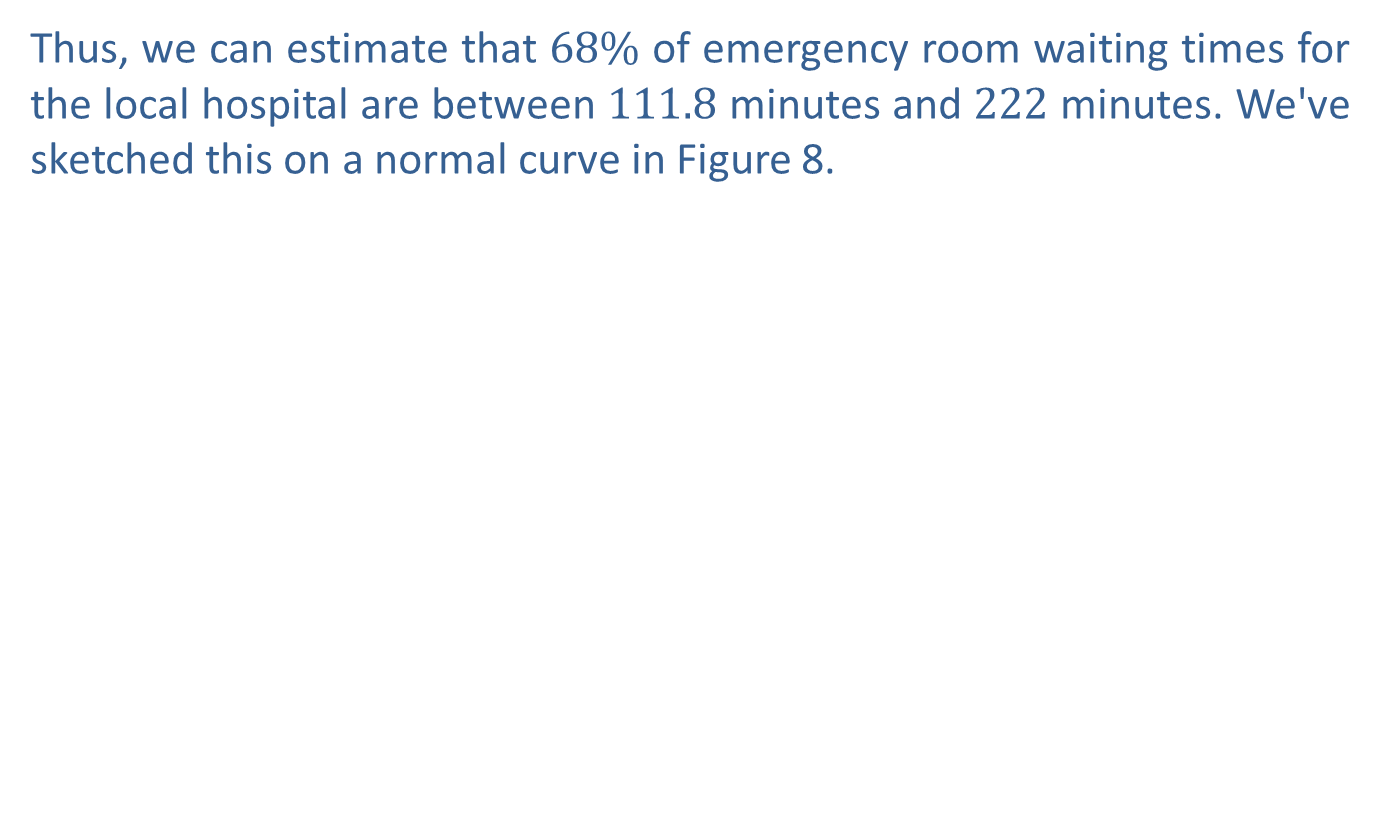 Thus, we can estimate that 68% of emergency room waiting times for
the local hospital are between 111.8 minutes and 222 minutes. We've
sketched this on a normal curve in Figure 8.